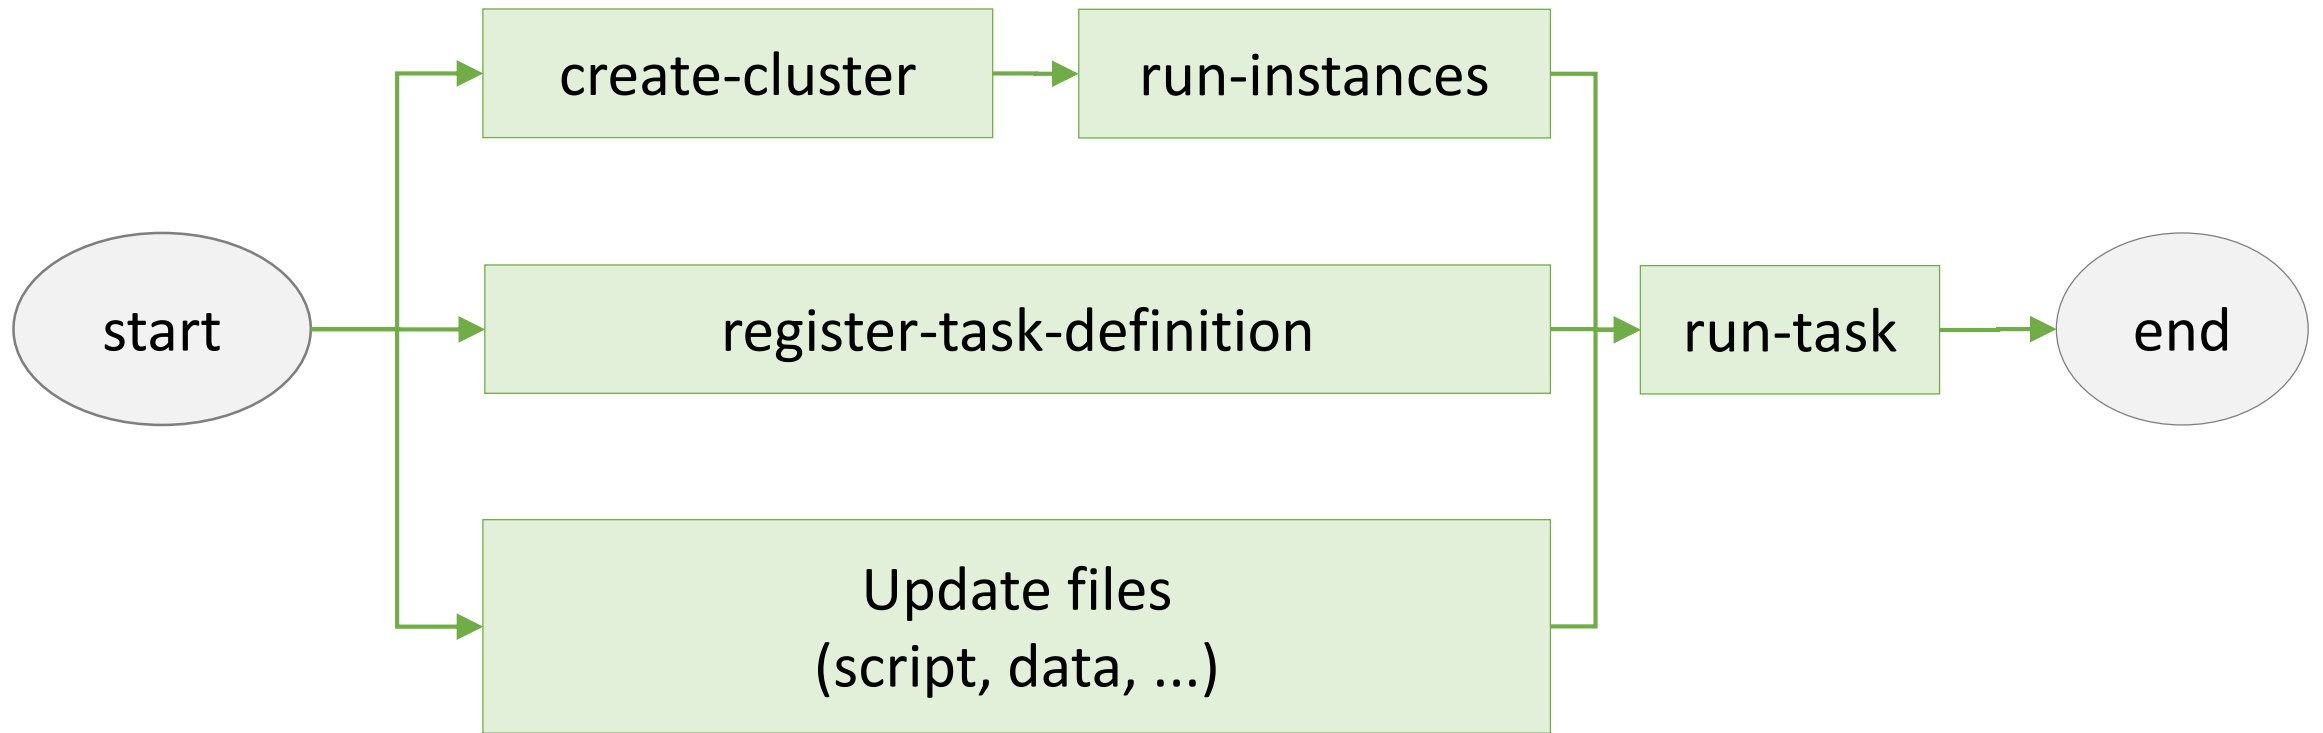 create-cluster
run-instances
start
register-task-definition
run-task
end
Update files
(script, data, ...)